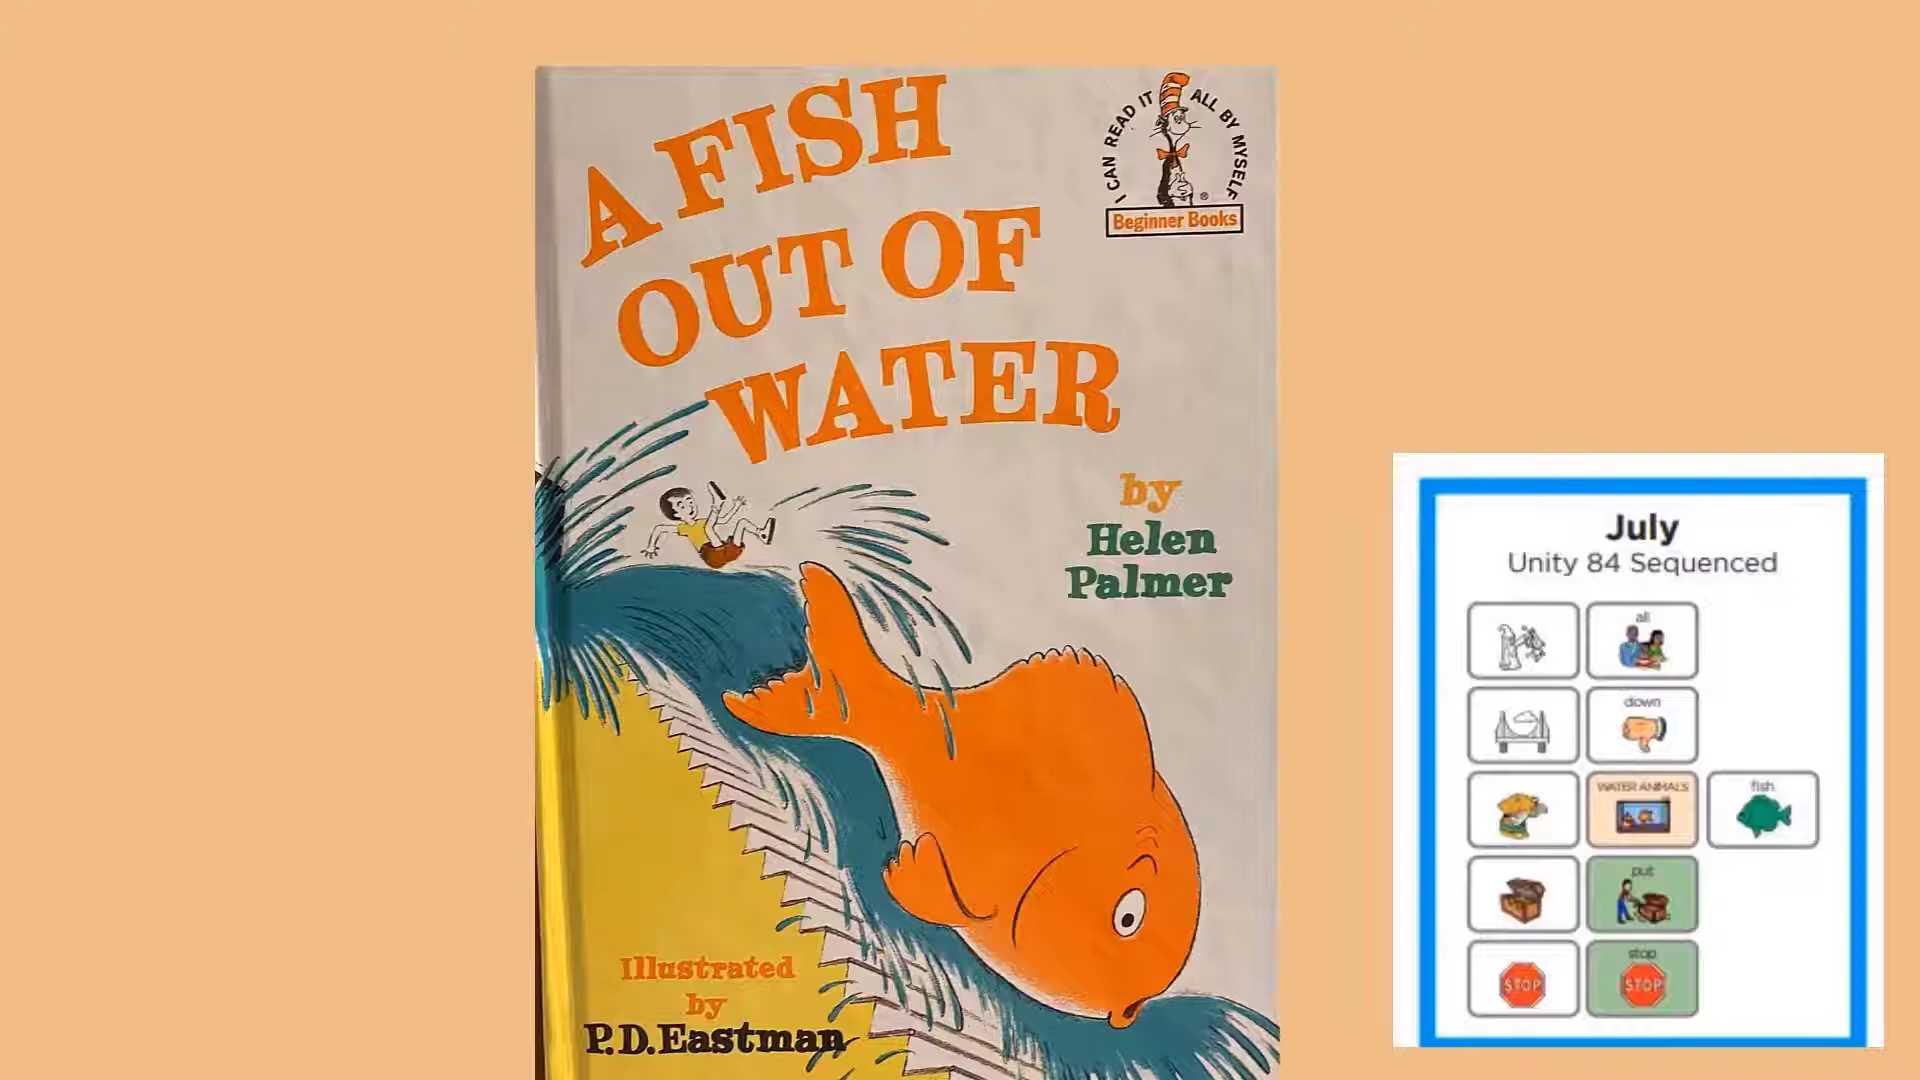 A FISH
OUT OF
WATER
I CAN READ IT ALL BY MYSELF
®
Beginner Books
by
Helen
Palmer
Illustrated
by
P.D. Eastman
July
Unity 84 Sequenced
all
down
WATER ANIMALS
fish
put
stop
STOP
STOP